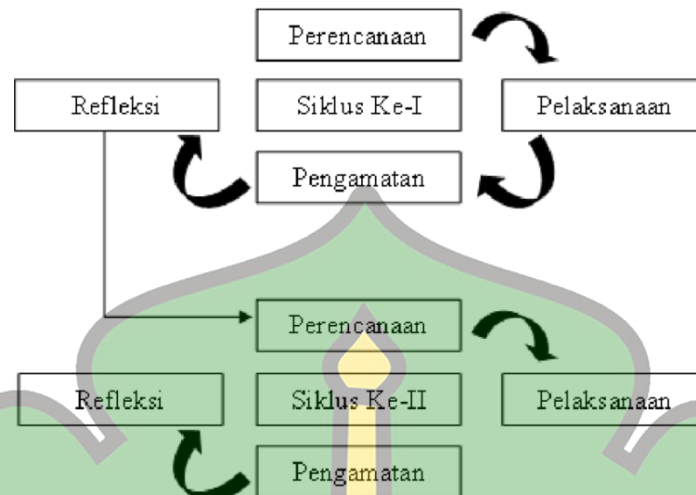 Perencanaan
Refleksi
Siklus Ke-I
Pelaksanaan
Pengamatan
Perencanaan
Refleksi
Siklus Ke-II
Pelaksanaan
Pengamatan